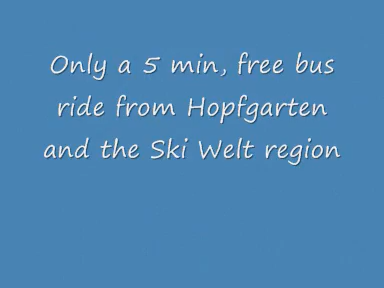 Only a 5 min, free bus
ride from Hopfgarten
and the Ski Welt region